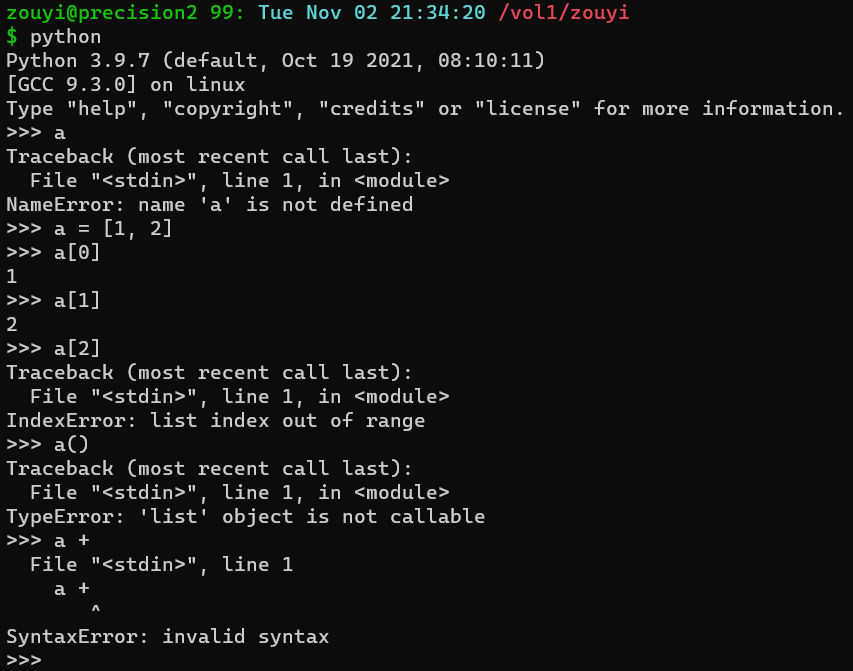 zouyi@precision2 99: Tue Nov 02 21:34:20 /vol1/zouyi
$ python
Python 3.9.7 (default, Oct 19 2021, 08:10:11)
[GCC 9.3.0] on linux
Type "help", "copyright", "credits" or "license" for more information.
>>> a
Traceback (most recent call last):
  File "<stdin>", line 1, in <module>
NameError: name 'a' is not defined
>>> a = [1, 2]
>>> a[0]
1
>>> a[1]
2
>>> a[2]
Traceback (most recent call last):
  File "<stdin>", line 1, in <module>
IndexError: list index out of range
>>> a()
Traceback (most recent call last):
  File "<stdin>", line 1, in <module>
TypeError: 'list' object is not callable
>>> a +
  File "<stdin>", line 1
    a +
       ^
SyntaxError: invalid syntax
>>>